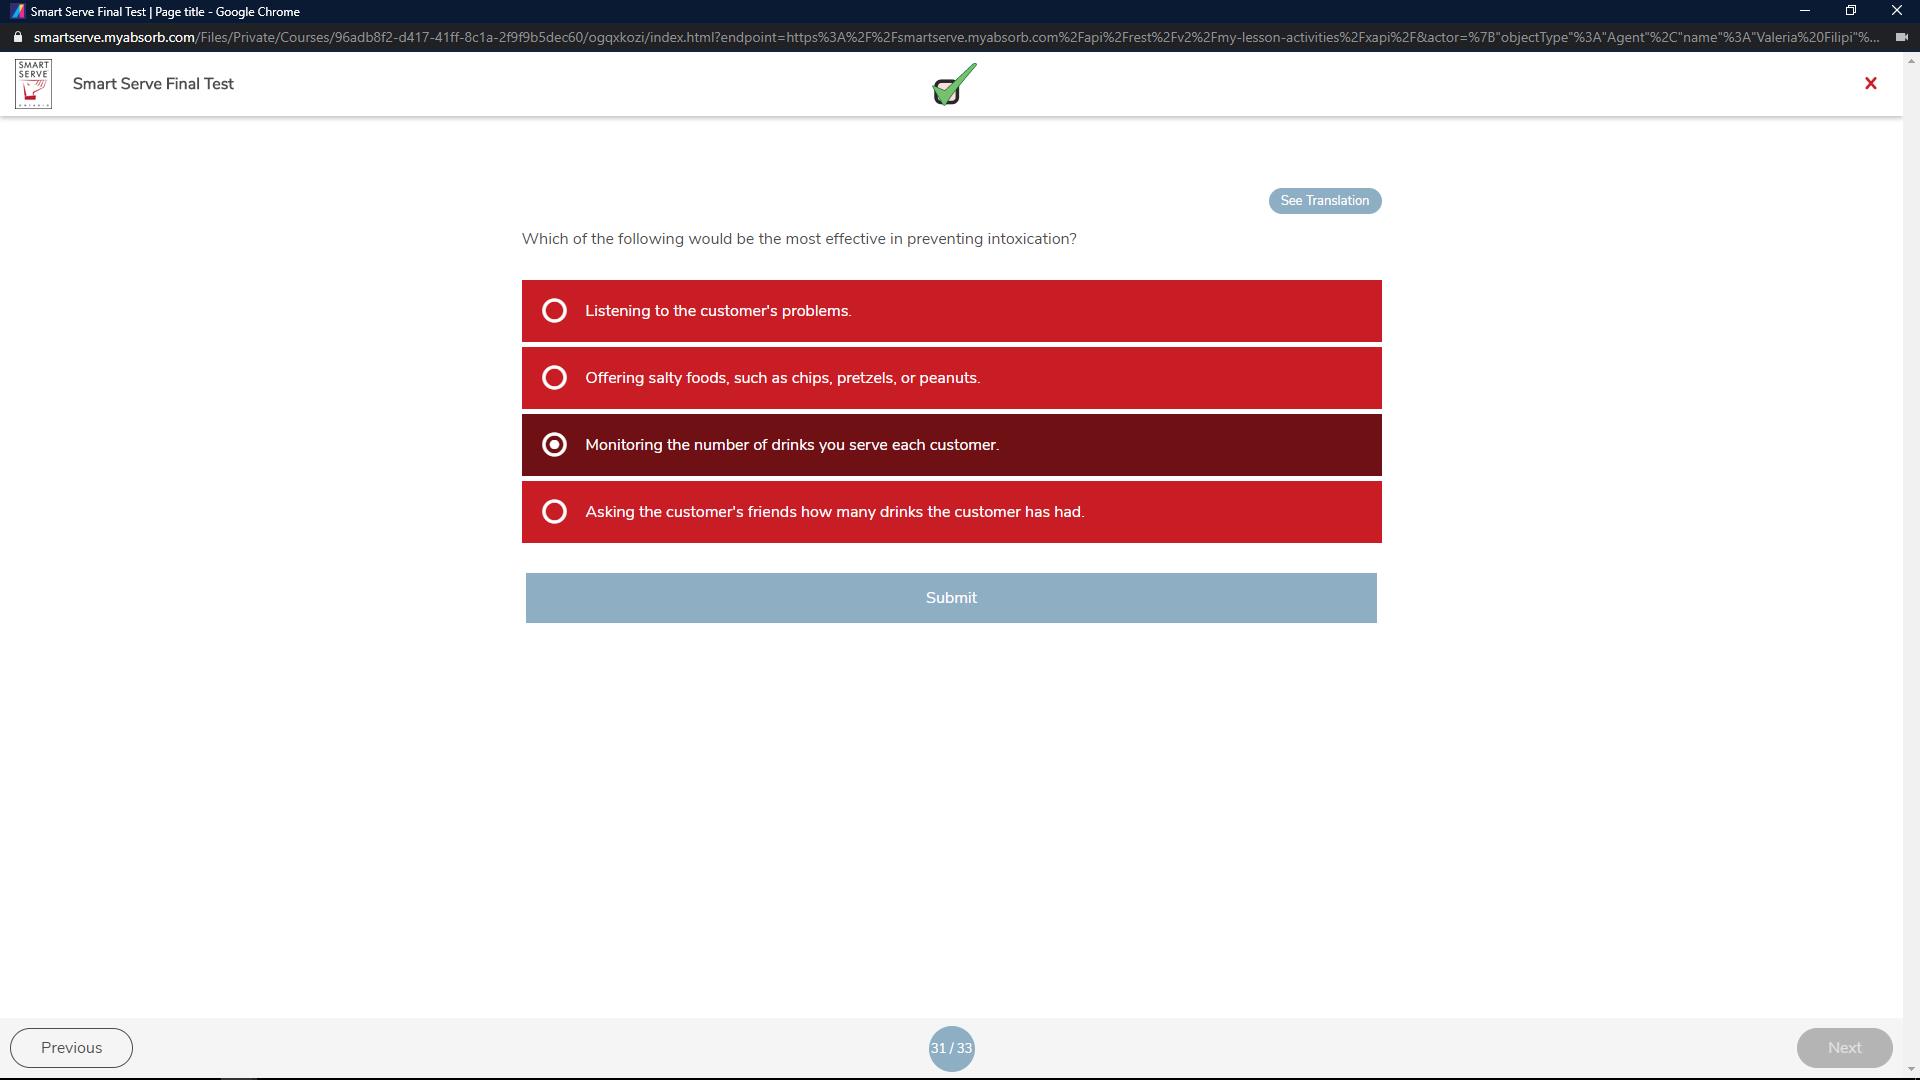 Smart Serve Final Test | Page title - Google Chrome
smartserve.myabsorb.com/Files/Private/Courses/96adb8f2-d417-41ff-8c1a-2f9f9b5dec60/ogqxkozi/index.html?endpoint=https%3A%2F%2Fsmartserve.myabsorb.com%2Fapi%2Frest%2Fv2%2Fmy-lesson-activities%2Fxapi%2F&actor=%7B"objectType"%3A"Agent"%2C"name"%3A"Valeria%20Filipi"%...
SMART
SERVE
Smart Serve Final Test
See Translation
Which of the following would be the most effective in preventing intoxication?
Listening to the customer's problems.
Offering salty foods, such as chips, pretzels, or peanuts.
Monitoring the number of drinks you serve each customer.
Asking the customer's friends how many drinks the customer has had.
Submit
Previous
31 / 33
Next